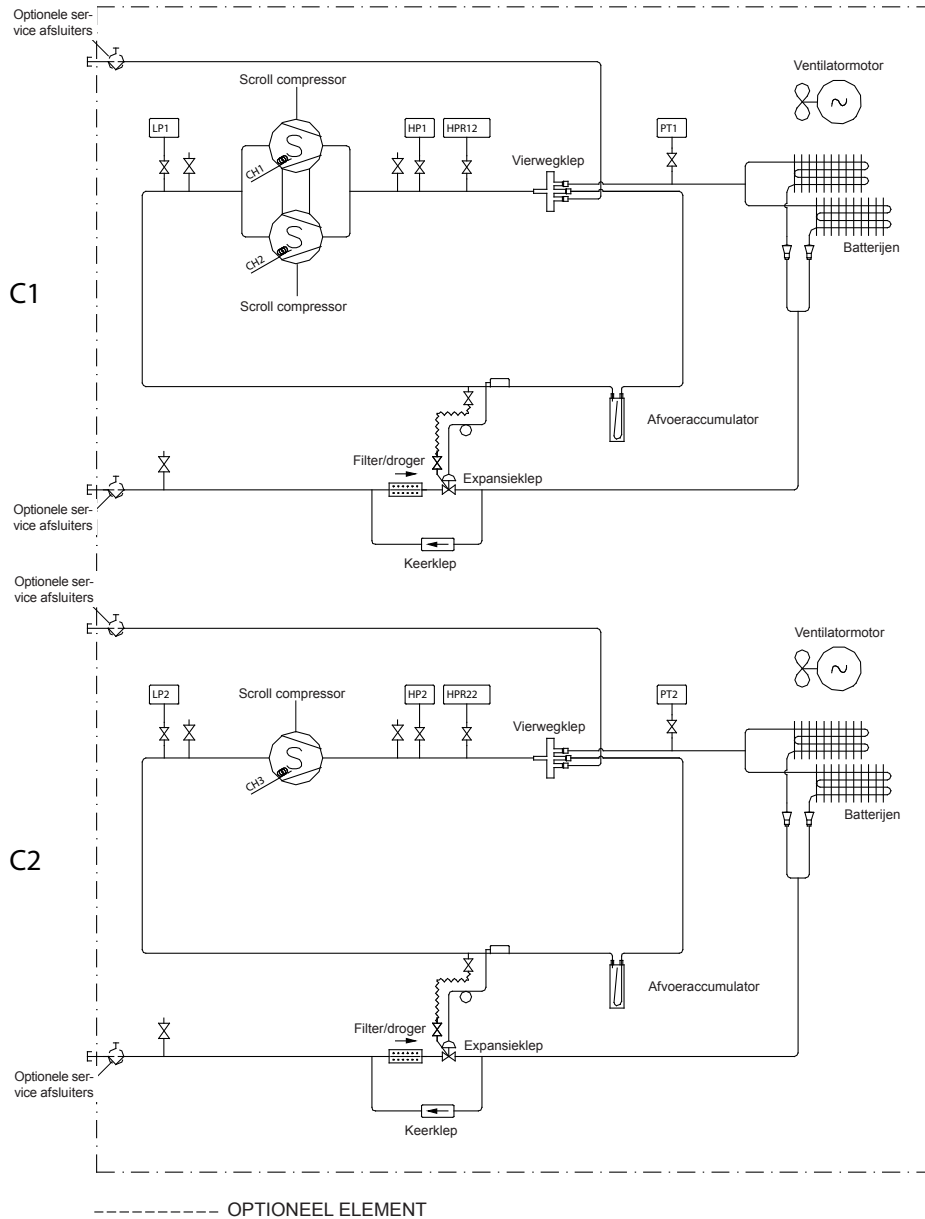 Optionele ser-
vice afsluiters
Scroll compressor
Ventilatormotor
LP1
HP1
HPR12
PT1
CH1
Vierwegklep
CH2
Batterijen
Scroll compressor
C1
Afvoeraccumulator
Filter/droger
Expansieklep
Optionele ser-
vice afsluiters
Keerklep
Optionele ser-
vice afsluiters
Ventilatormotor
LP2
Scroll compressor
HP2
HPR22
PT2
Vierwegklep
CH3
Batterijen
C2
Afvoeraccumulator
Filter/droger
Expansieklep
Optionele ser-
vice afsluiters
Keerklep
OPTIONEEL ELEMENT